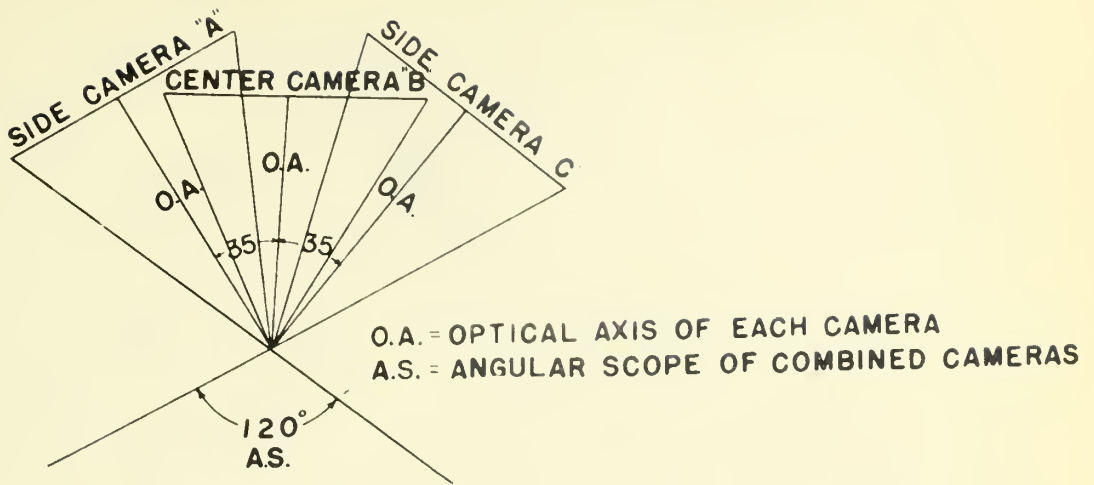 SIDE CAMERA "A"
CENTER CAMERA "B"
SIDE CAMERA C
O.A.
O.A.
O.A.
35
35
O.A. = OPTICAL AXIS OF EACH CAMERA
A.S. = ANGULAR SCOPE OF COMBINED CAMERAS
120°
A.S.